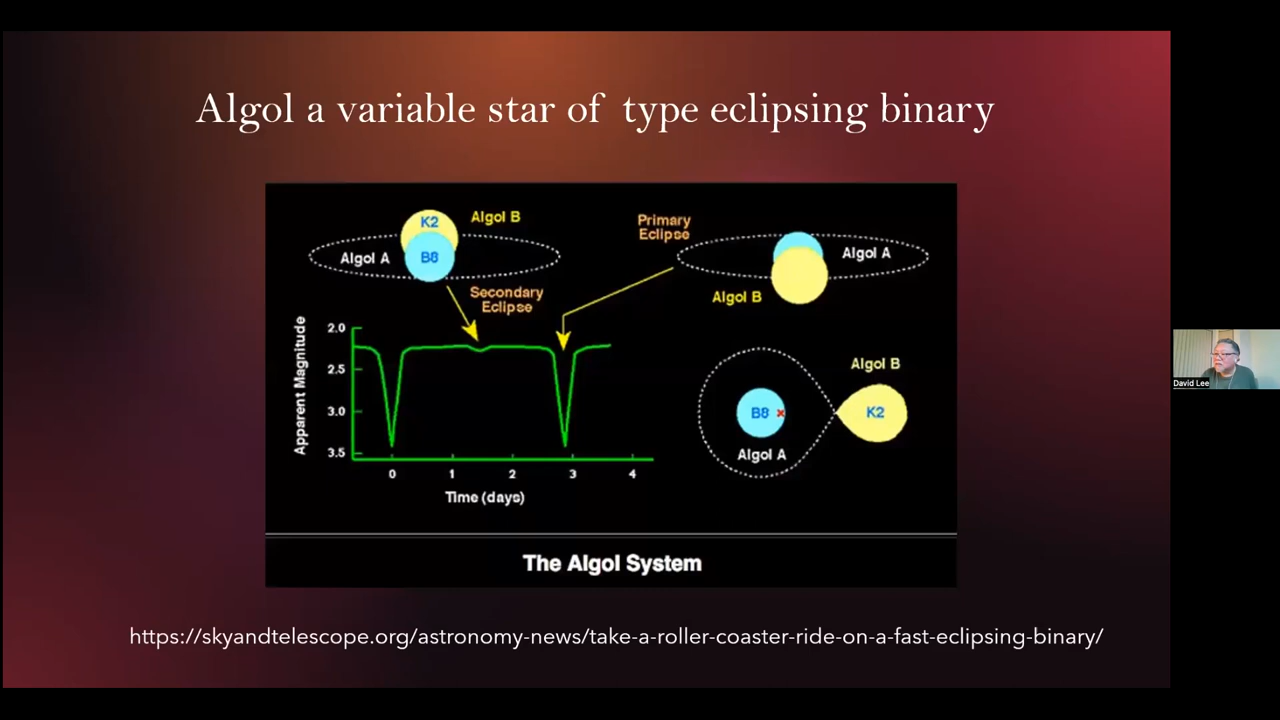 Algol a variable star of type eclipsing binary
K2
Algol B
B8
Algol A
Secondary
Eclipse
Primary
Eclipse
Algol A
Algol B
Apparent Magnitude
2.0
2.5
3.0
3.5
0 1 2 3 4
Time (days)
Algol B
B8 x
K2
Algol A
The Algol System
https://skyandtelescope.org/astronomy-news/take-a-roller-coaster-ride-on-a-fast-eclipsing-binary/
David Lee